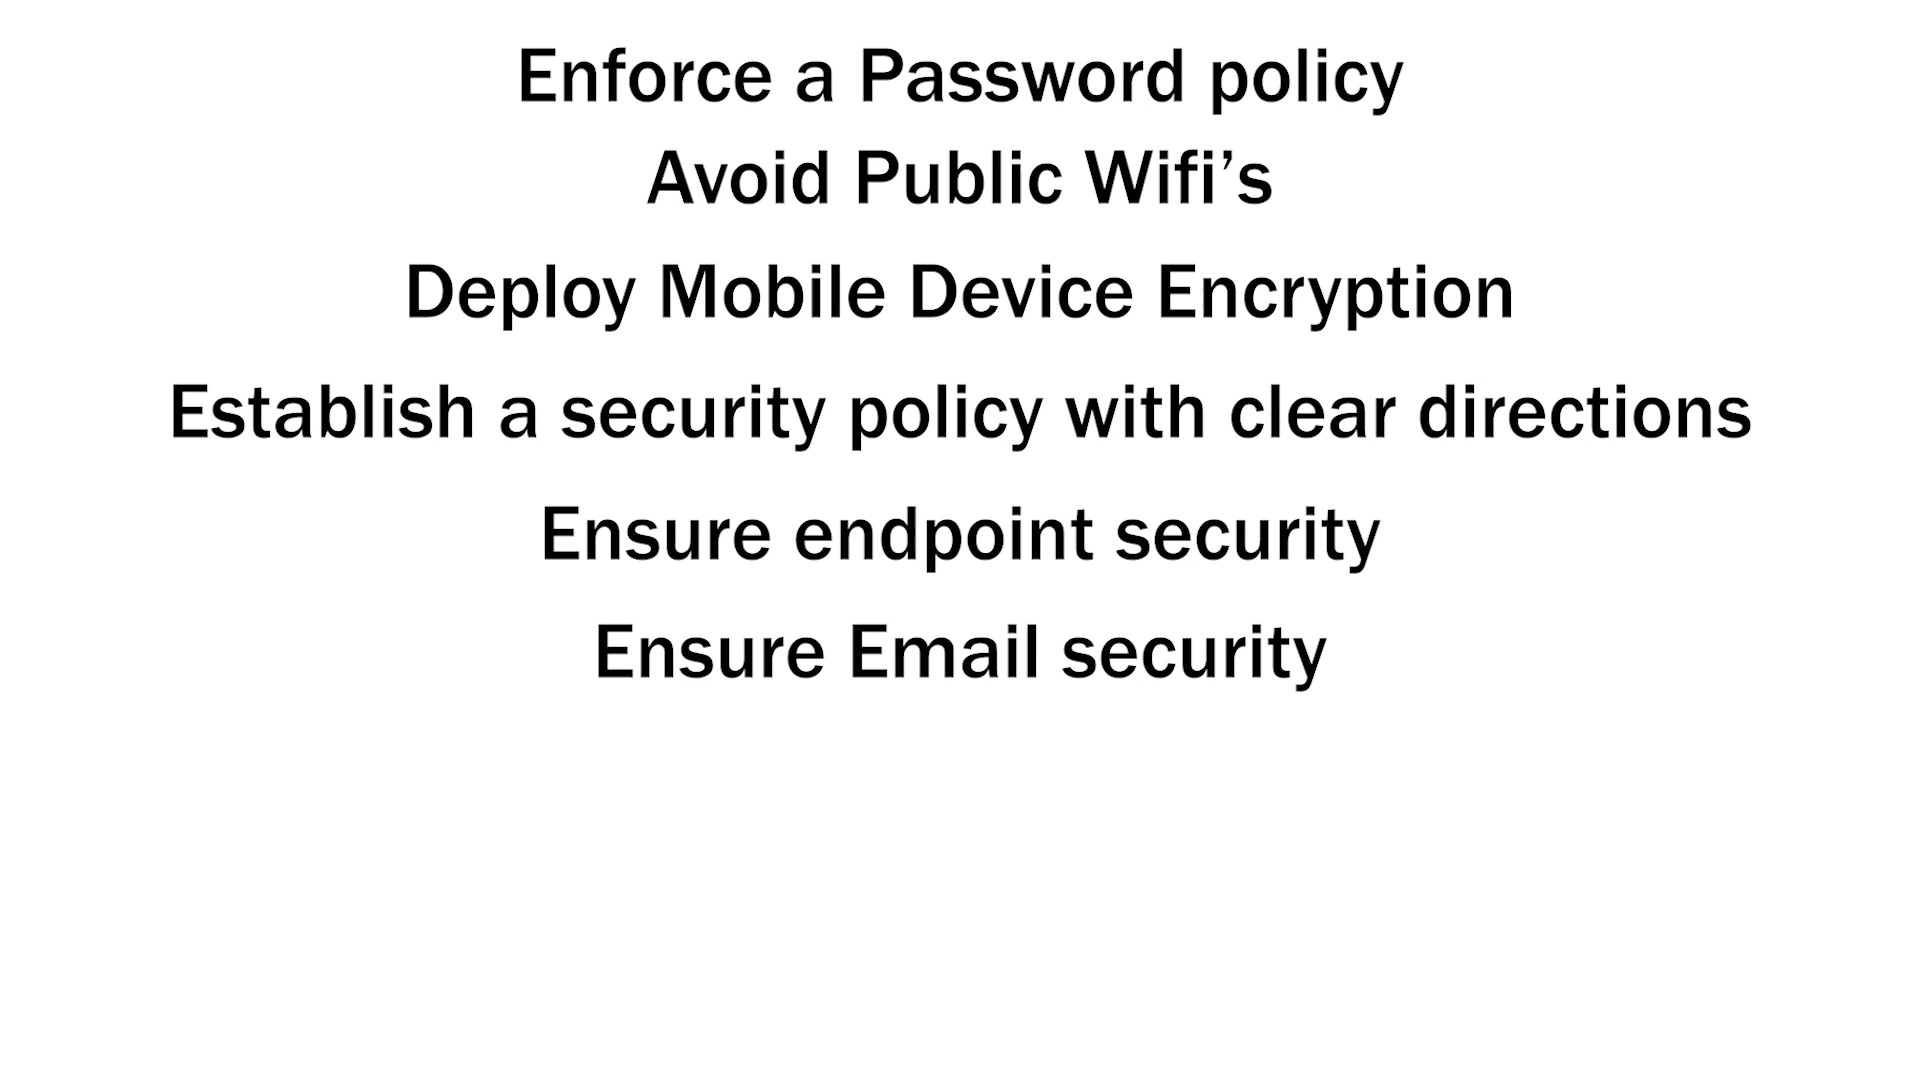 Enforce a Password policy
Avoid Public Wifi’s
Deploy Mobile Device Encryption
Establish a security policy with clear directions
Ensure endpoint security
Ensure Email security